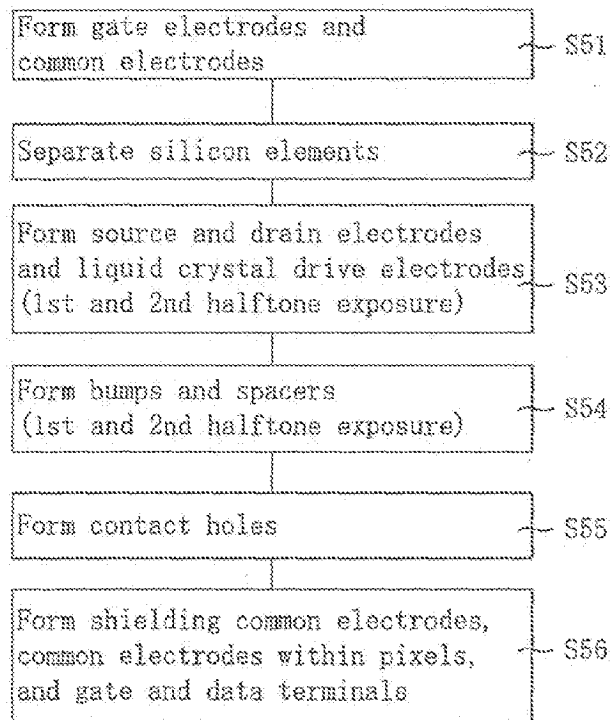 Form gate electrodes and
common electrodes
S51
Separate silicon elements
S52
Form source and drain electrodes
and liquid crystal drive electrodes
(1st and 2nd halftone exposure)
S53
Form bumps and spacers
(1st and 2nd halftone exposure)
S54
Form contact holes
S55
Form shielding common electrodes,
common electrodes within pixels,
and gate and data terminals
S56